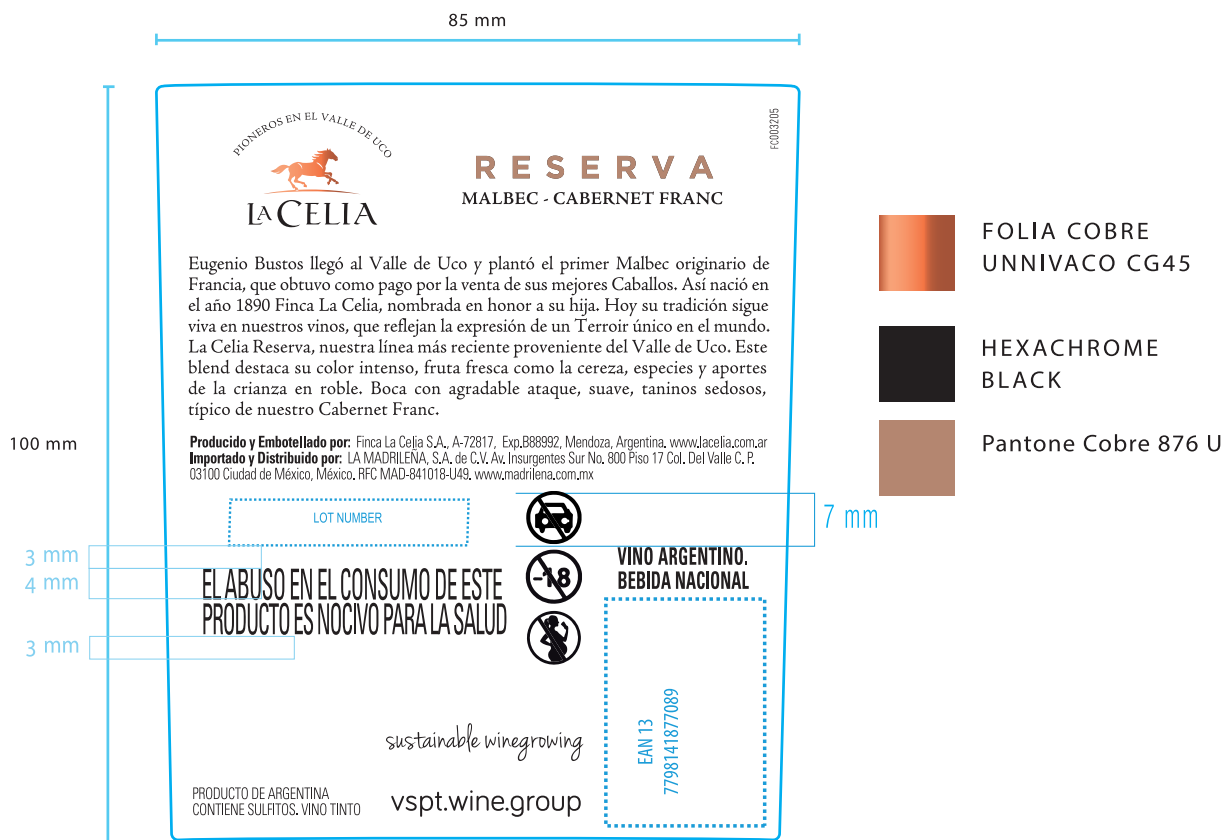 85 mm
PIONEROS EN EL VALLE DE UCO
LA CELIA
RESERVA
MALBEC - CABERNET FRANC
FC003205
Eugenio Bustos llegó al Valle de Uco y plantó el primer Malbec originario de
Francia, que obtuvo como pago por la venta de sus mejores Caballos. Así nació en
el año 1890 Finca La Celia, nombrada en honor a su hija. Hoy su tradición sigue
viva en nuestros vinos, que reflejan la expresión de un Terroir único en el mundo.
La Celia Reserva, nuestra línea más reciente proveniente del Valle de Uco. Este
blend destaca su color intenso, fruta fresca como la cereza, especies y aportes
de la crianza en roble. Boca con agradable ataque, suave, taninos sedosos,
típico de nuestro Cabernet Franc.
Producido y Embotellado por: Finca La Celia S.A., A-72817, Exp.B88992, Mendoza, Argentina. www.lacelia.com.ar
Importado y Distribuido por: LA MADRILEÑA, S.A. de C.V. Av. Insurgentes Sur No. 800 Piso 17 Col. Del Valle C. P.
03100 Ciudad de México, México. RFC MAD-841018-U49. www.madrilena.com.mx
100 mm
LOT NUMBER
7 mm
3 mm
4 mm
3 mm
EL ABUSO EN EL CONSUMO DE ESTE
PRODUCTO ES NOCIVO PARA LA SALUD
-18
VINO ARGENTINO.
BEBIDA NACIONAL
EAN 13
7798141877089
sustainable winegrowing
PRODUCTO DE ARGENTINA
CONTIENE SULFITOS. VINO TINTO
vspt.wine.group
FOLIA COBRE
UNNIVACO CG45
HEXACHROME
BLACK
Pantone Cobre 876 U